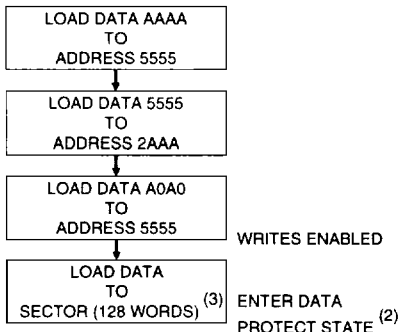 LOAD DATA AAAA
TO
ADDRESS 5555
LOAD DATA 5555
TO
ADDRESS 2AAA
LOAD DATA A0A0
TO
ADDRESS 5555
WRITES ENABLED
LOAD DATA
TO
SECTOR (128 WORDS) (3)
ENTER DATA
PROTECT STATE (2)